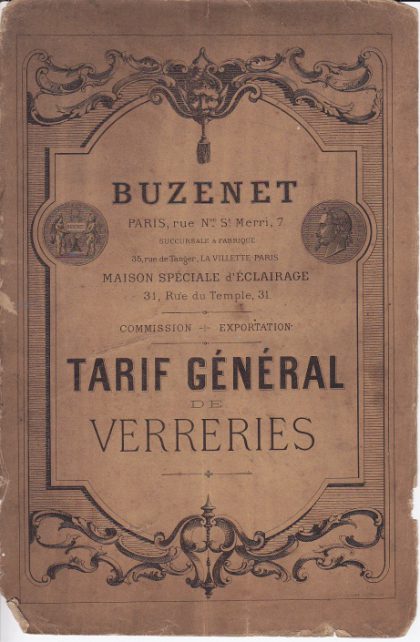 BUZENET
PARIS, rue Nve St Merri, 7
SUCCURSALE & FABRIQUE
35, rue de Tanger, LA VILLETTE-PARIS
MAISON SPÉCIALE d'ÉCLAIRAGE
31, Rue du Temple, 31
COMMISSION + EXPORTATION
TARIF GÉNÉRAL
DE
VERRERIES